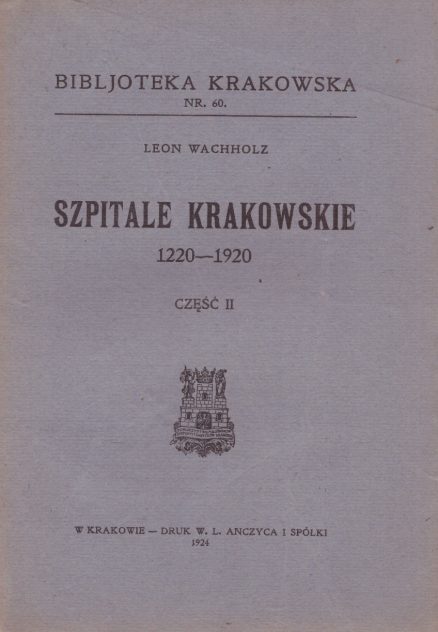 BIBLJOTEKA KRAKOWSKA
NR. 60.
LEON WACHHOLZ
SZPITALE KRAKOWSKIE
1220—1920
CZĘŚĆ II
W KRAKOWIE — DRUK W. L. ANCZYCA I SPÓŁKI
1924